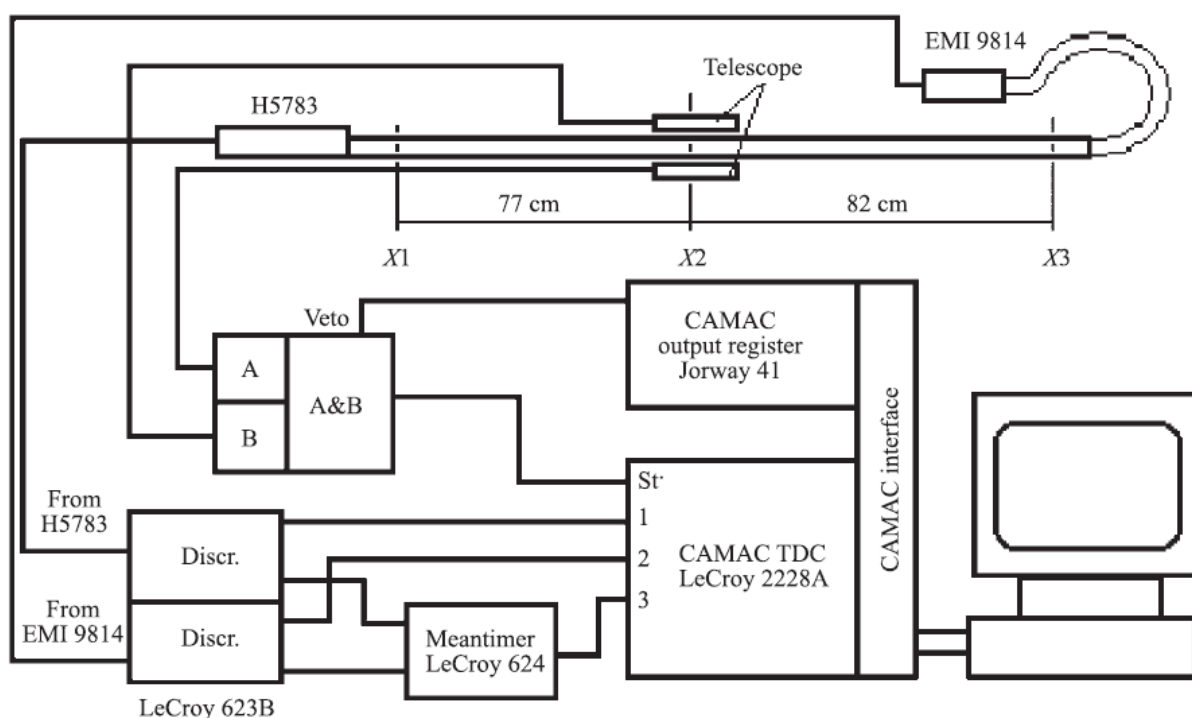 EMI 9814
Telescope
H5783
77 cm
82 cm
X1
X2
X3
Veto
A
B
A&B
CAMAC
output register
Jorway 41
CAMAC interface
From
H5783
From
EMI 9814
Discr.
Discr.
LeCroy 623B
Meantimer
LeCroy 624
St
1
2
3
CAMAC TDC
LeCroy 2228A